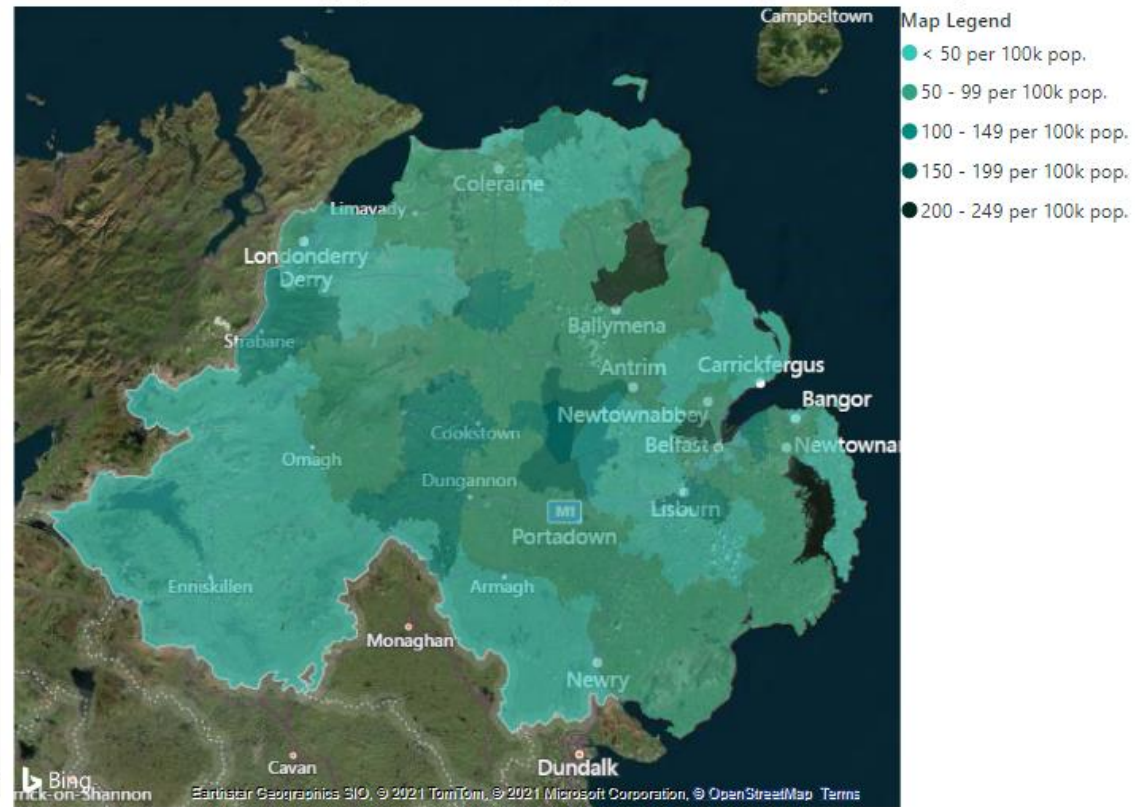 Campbeltown
Map Legend
< 50 per 100k pop.
50 - 99 per 100k pop.
100 - 149 per 100k pop.
150 - 199 per 100k pop.
200 - 249 per 100k pop.
Coleraine
Limavady
Londonderry
Derry
Strabane
Ballymena
Antrim
Carrickfergus
Bangor
Newtownabbey
Cookstown
Belfast
Newtowna
Omagh
Dungannon
Lisburn
M1
Portadown
Enniskillen
Armagh
Monaghan
Newry
Cavan
Dundalk
Bing
rrick-on-Shannon
Earthstar Geographics SIO, © 2021 TomTom, © 2021 Microsoft Corporation, © OpenStreetMap Terms